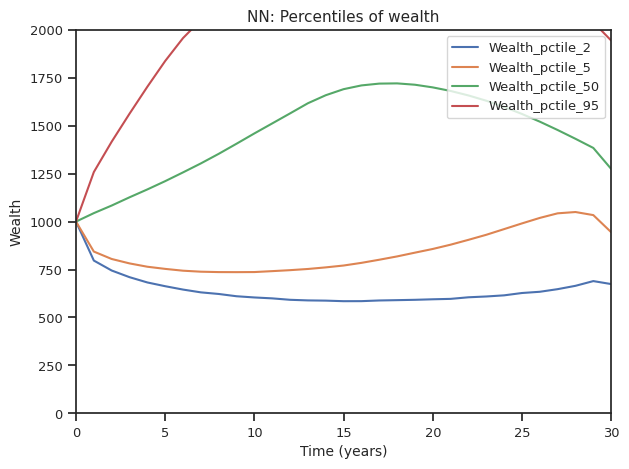 NN: Percentiles of wealth
Wealth_pctile_2
Wealth_pctile_5
Wealth_pctile_50
Wealth_pctile_95
Wealth
2000
1750
1500
1250
1000
750
500
250
0
0 5 10 15 20 25 30
Time (years)